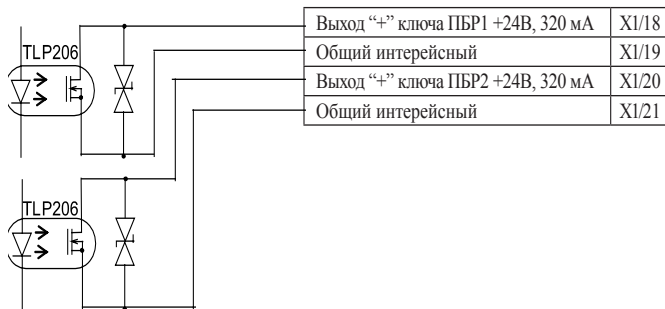 Выход “+” ключа ПБР1 +24В, 320 мА X1/18
TLP206
Общий интерейсный X1/19
Выход “+” ключа ПБР2 +24В, 320 мА X1/20
Общий интерейсный X1/21
TLP206